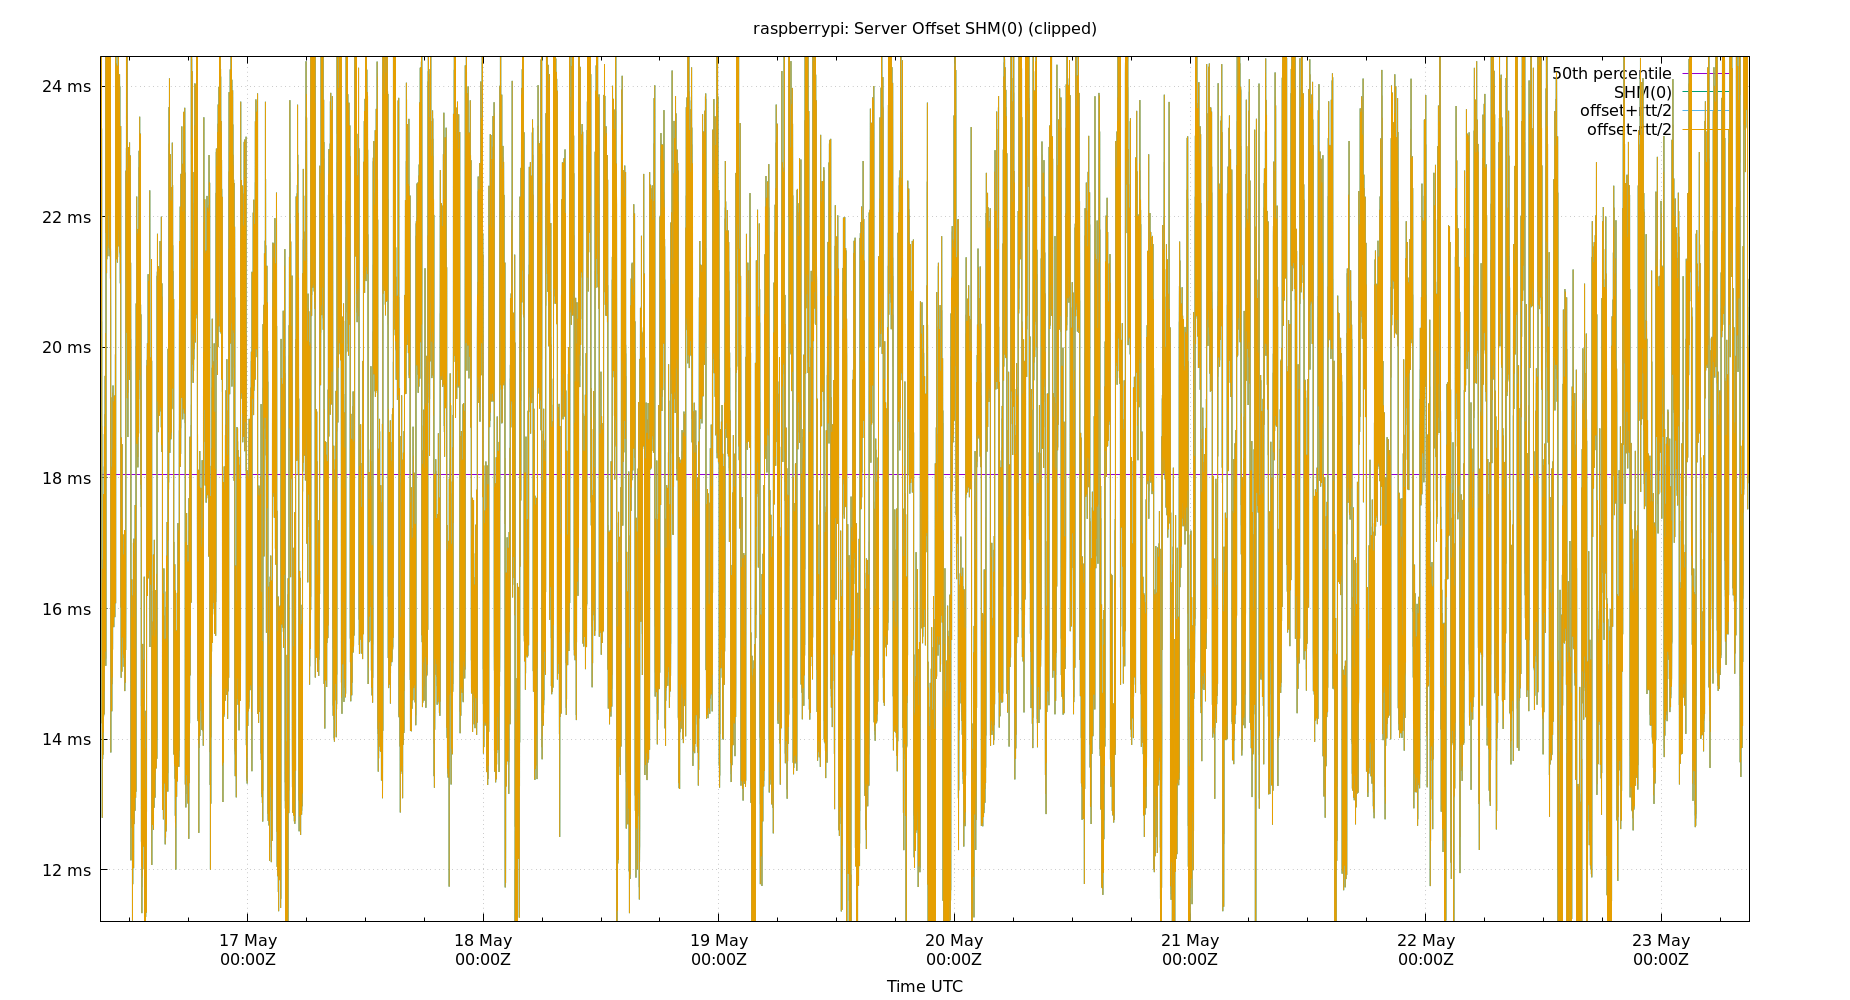 raspberrypi: Server Offset SHM(0) (clipped)
50th percentile
SHM(0)
offset+rtt/2
offset-rtt/2
24 ms
22 ms
20 ms
18 ms
16 ms
14 ms
12 ms
17 May 18 May 19 May 20 May 21 May 22 May 23 May
00:00Z 00:00Z 00:00Z 00:00Z 00:00Z 00:00Z 00:00Z
Time UTC